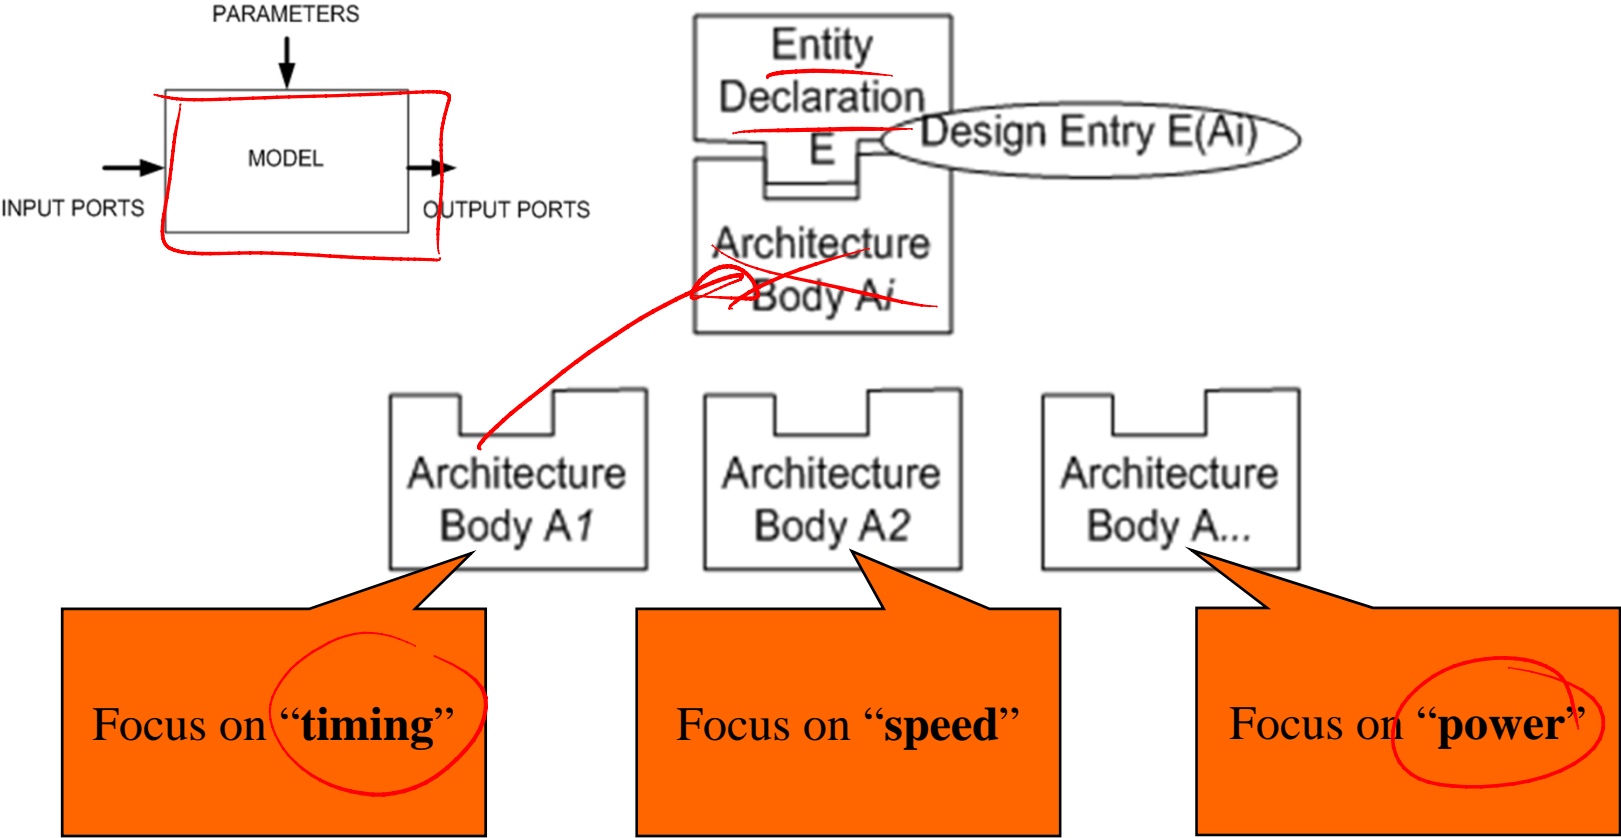 PARAMETERS
MODEL
INPUT PORTS
OUTPUT PORTS
Entity
Declaration
E
Design Entry E(Ai)
Architecture
Body Ai
Architecture
Body A1
Architecture
Body A2
Architecture
Body A...
Focus on “timing”
Focus on “speed”
Focus on “power”